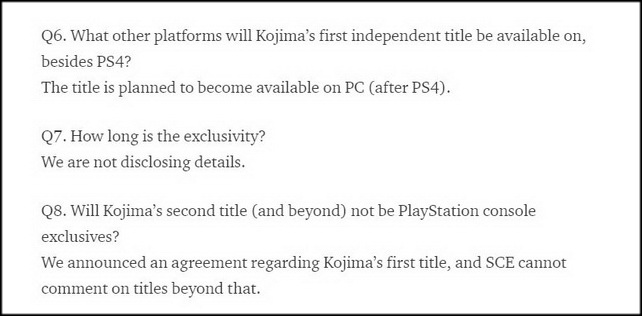 Q6. What other platforms will Kojima’s first independent title be available on,
besides PS4?
The title is planned to become available on PC (after PS4).
Q7. How long is the exclusivity?
We are not disclosing details.
Q8. Will Kojima’s second title (and beyond) not be PlayStation console
exclusives?
We announced an agreement regarding Kojima’s first title, and SCE cannot
comment on titles beyond that.